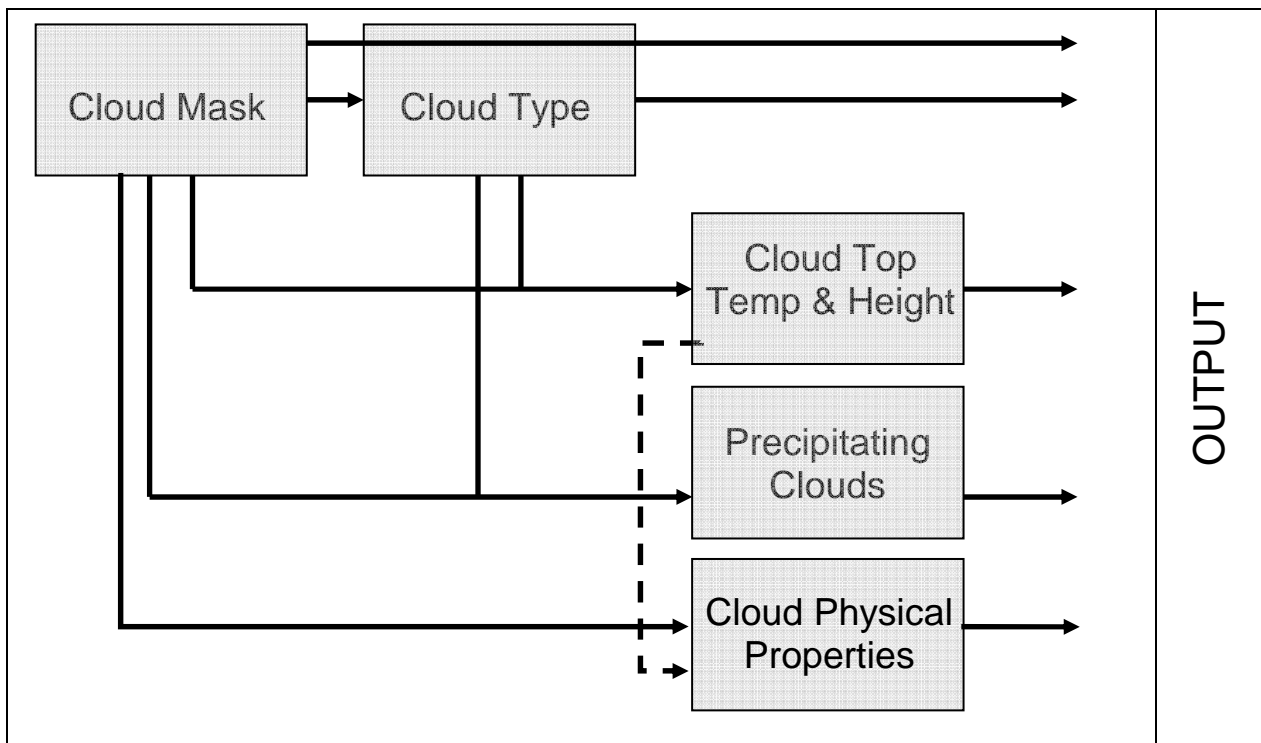 Cloud Mask
Cloud Type
Cloud Top
Temp & Height
Precipitating
Clouds
Cloud Physical
Properties
OUTPUT